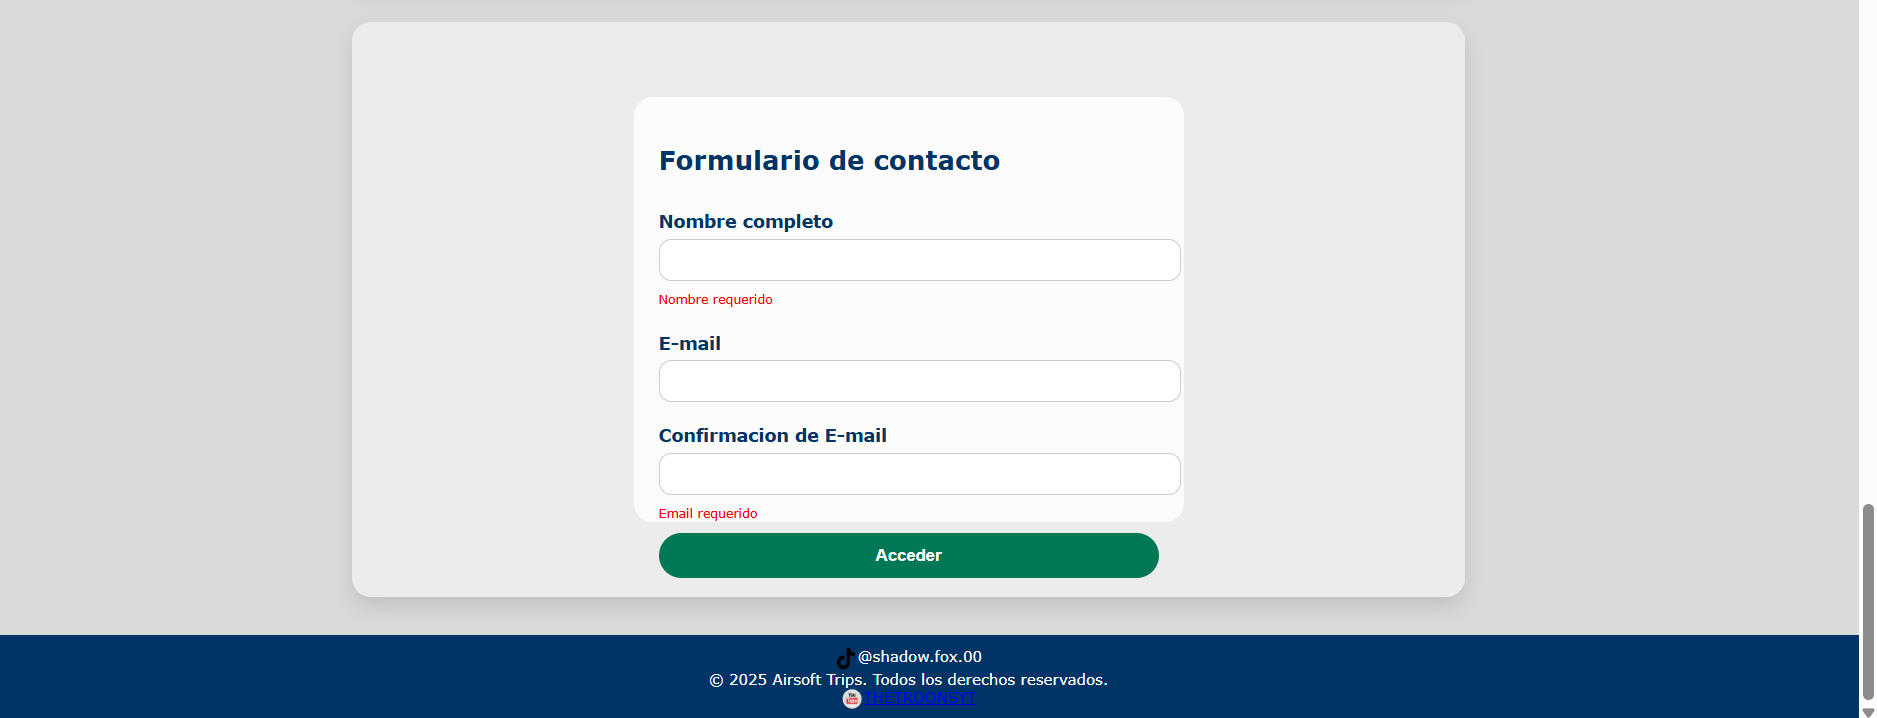 Formulario de contacto
Nombre completo
Nombre requerido
E-mail
Confirmacion de E-mail
Email requerido
Acceder
@shadow.fox.00
© 2025 Airsoft Trips. Todos los derechos reservados.
THETROONSYT